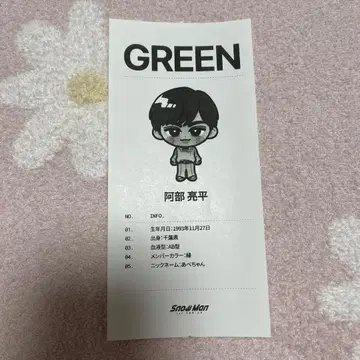 GREEN
阿部 亮平
NO. INFO.
01. 生年月日:1993年11月27日
02. 出身:千葉県
03. 血液型:AB型
04. メンバーカラー:緑
05. ニックネーム:あべちゃん
Snow Man